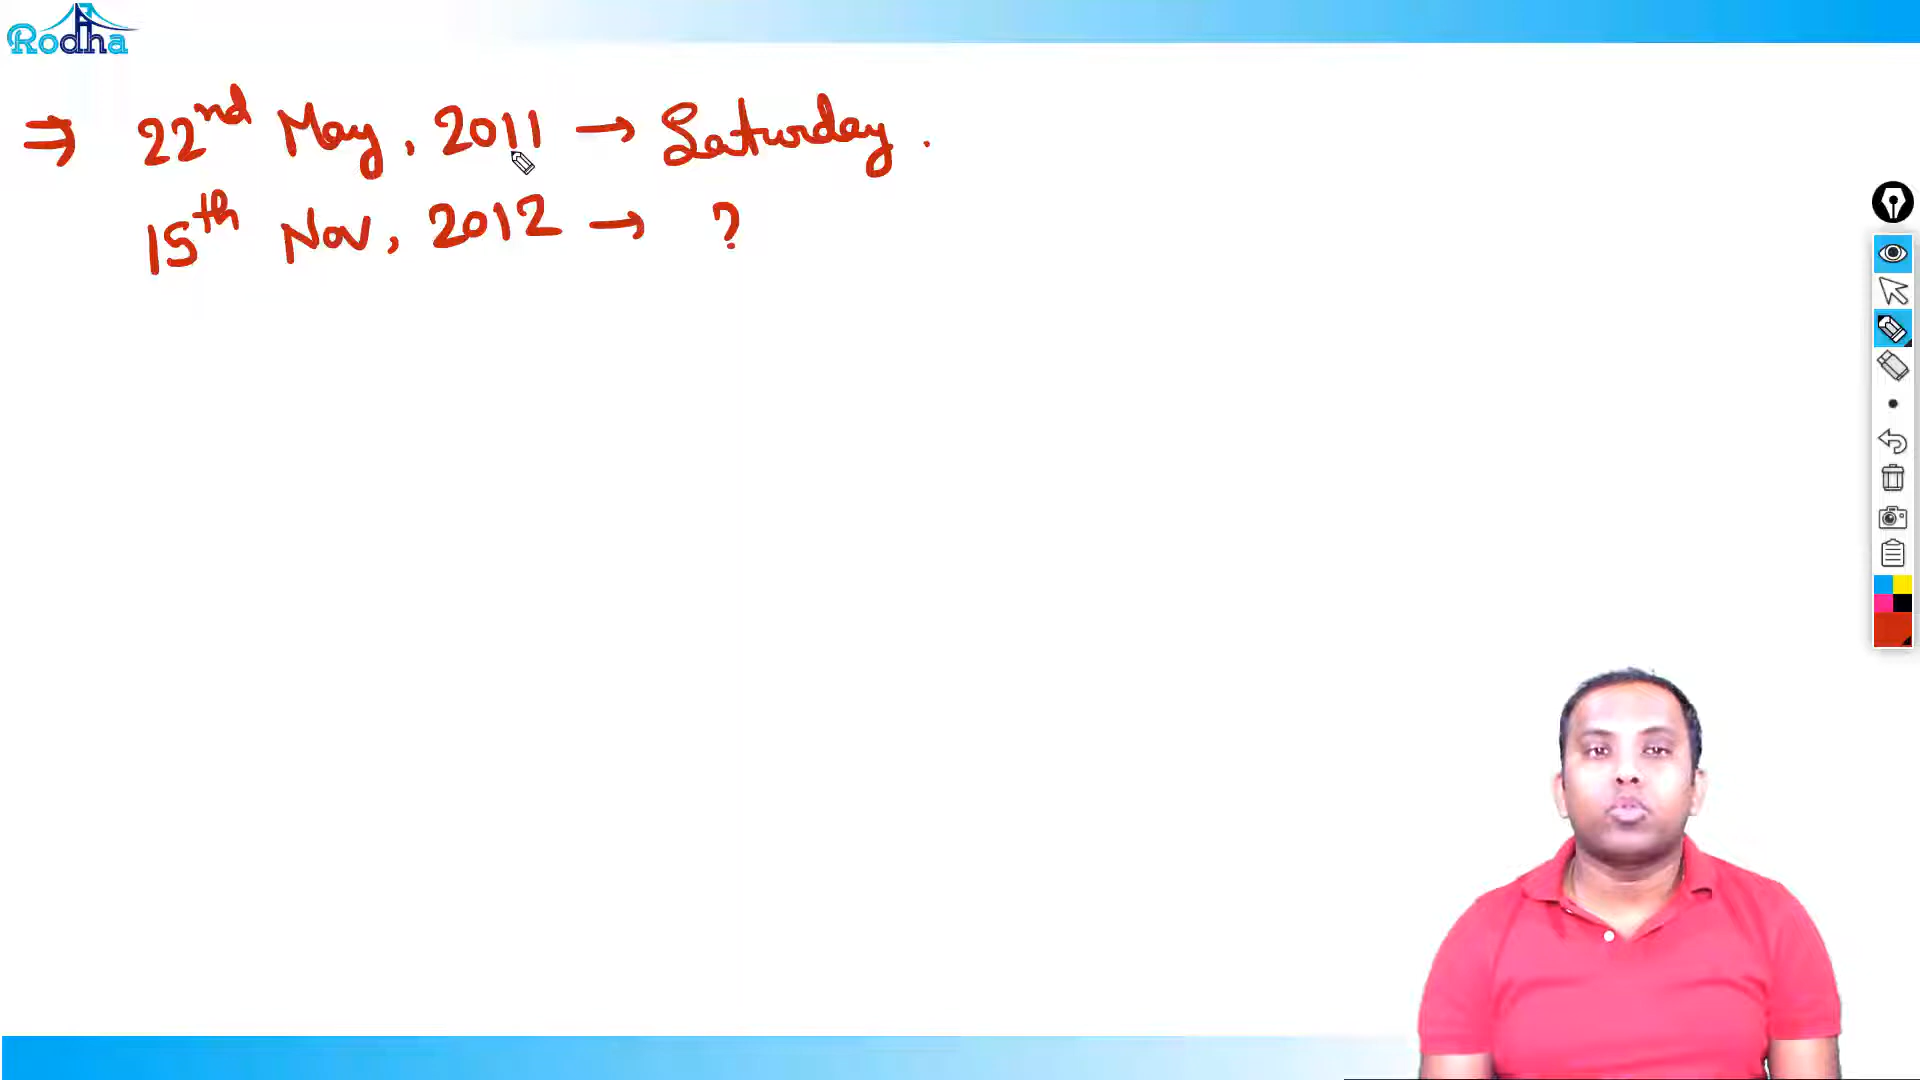 Rodha
⇒ 22nd May, 2011 → Saturday.
15th Nov, 2012 → ?